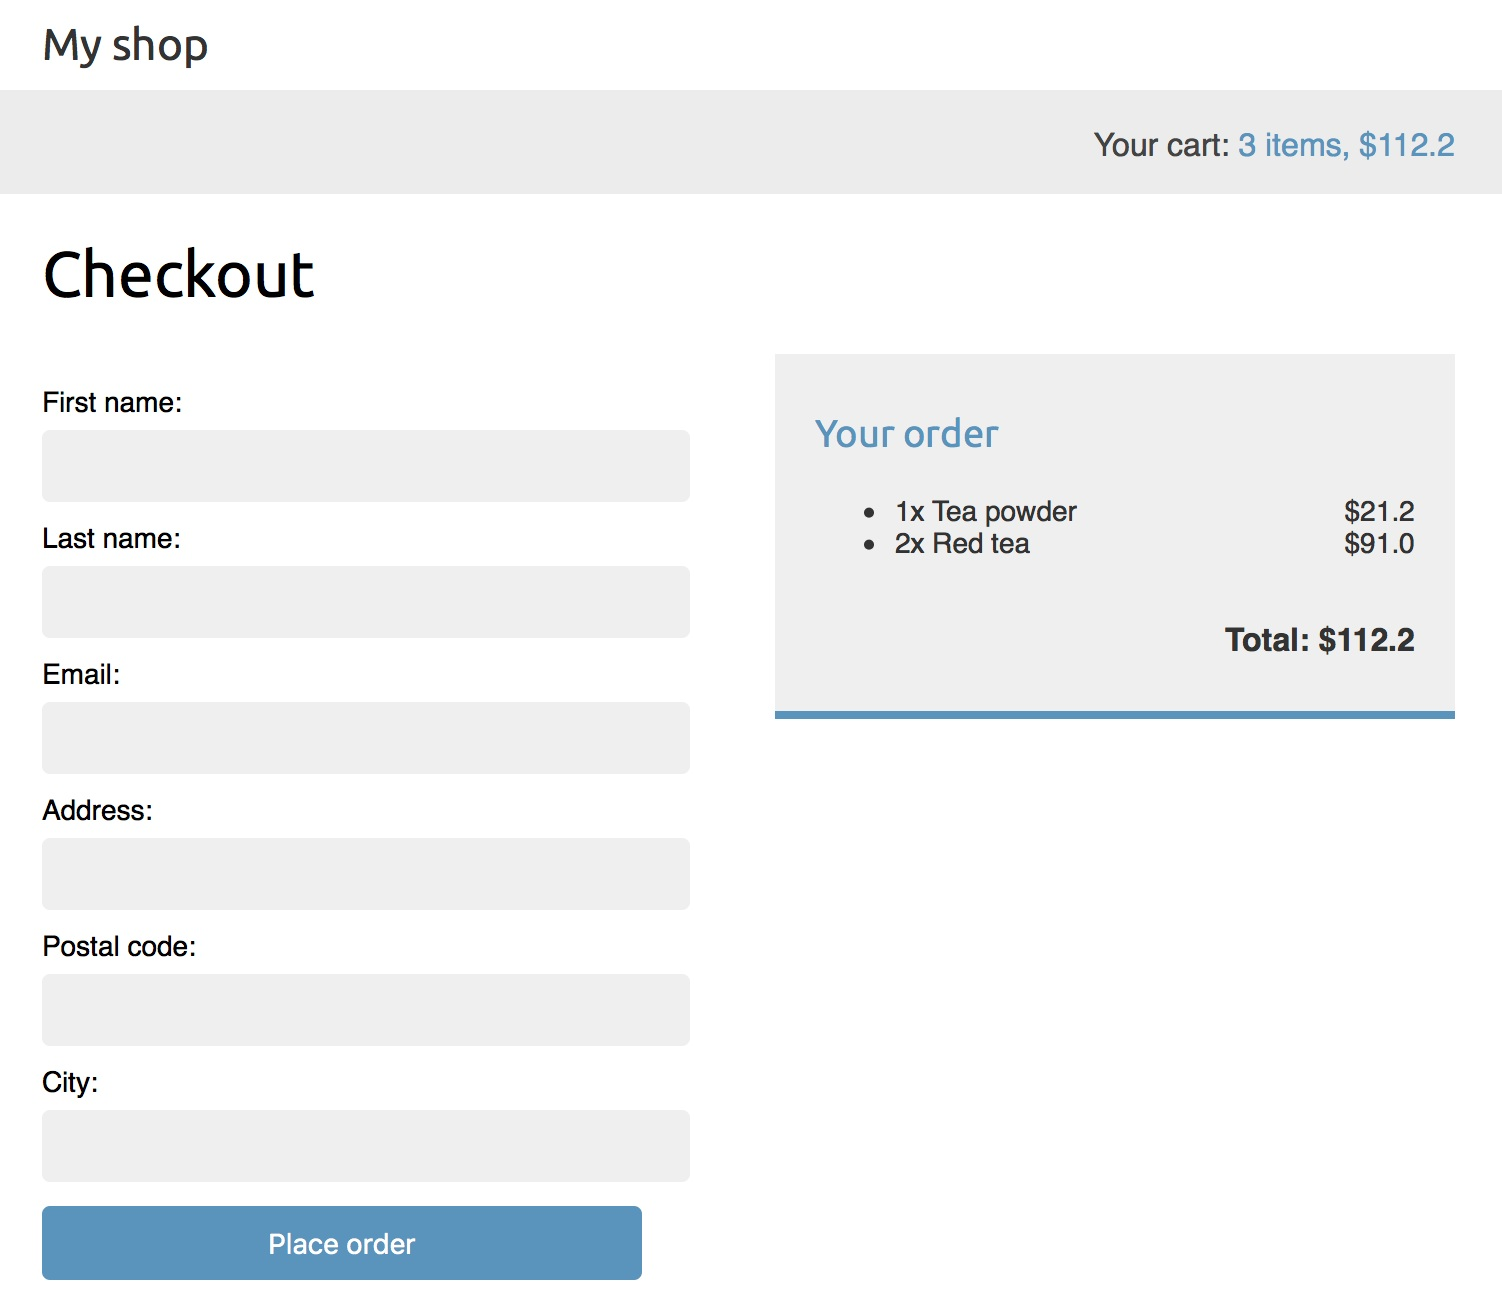 My shop
Your cart: 3 items, $112.2
Checkout
First name:
Last name:
Email:
Address:
Postal code:
City:
Place order
Your order
• 1x Tea powder $21.2
• 2x Red tea $91.0
Total: $112.2